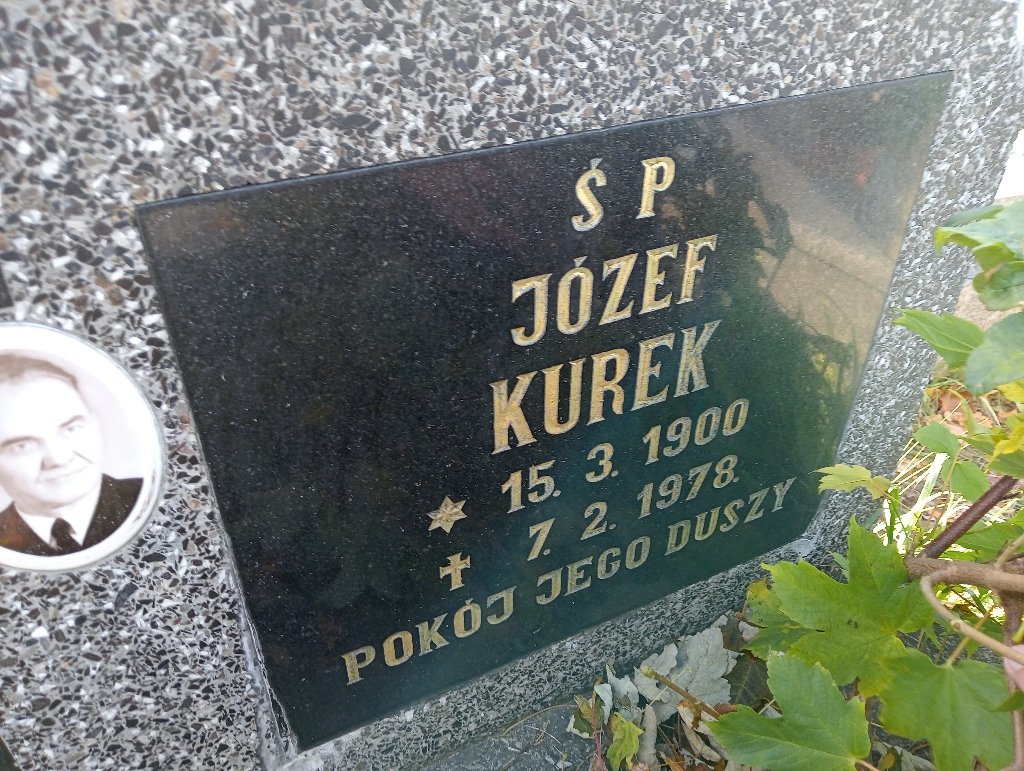 Ś P
JÓZEF
KUREK
15. 3. 1900
7. 2. 1978.
POKÓJ JEGO DUSZY